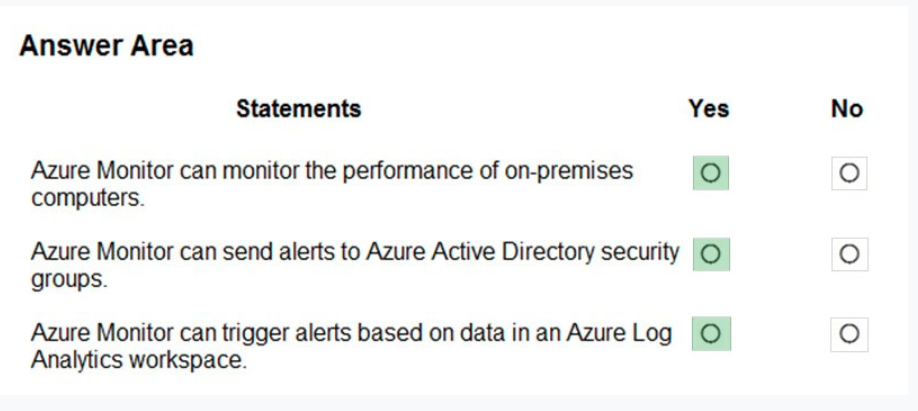 Answer Area
Statements Yes No
Azure Monitor can monitor the performance of on-premises
computers.
Azure Monitor can send alerts to Azure Active Directory security
groups.
Azure Monitor can trigger alerts based on data in an Azure Log
Analytics workspace.